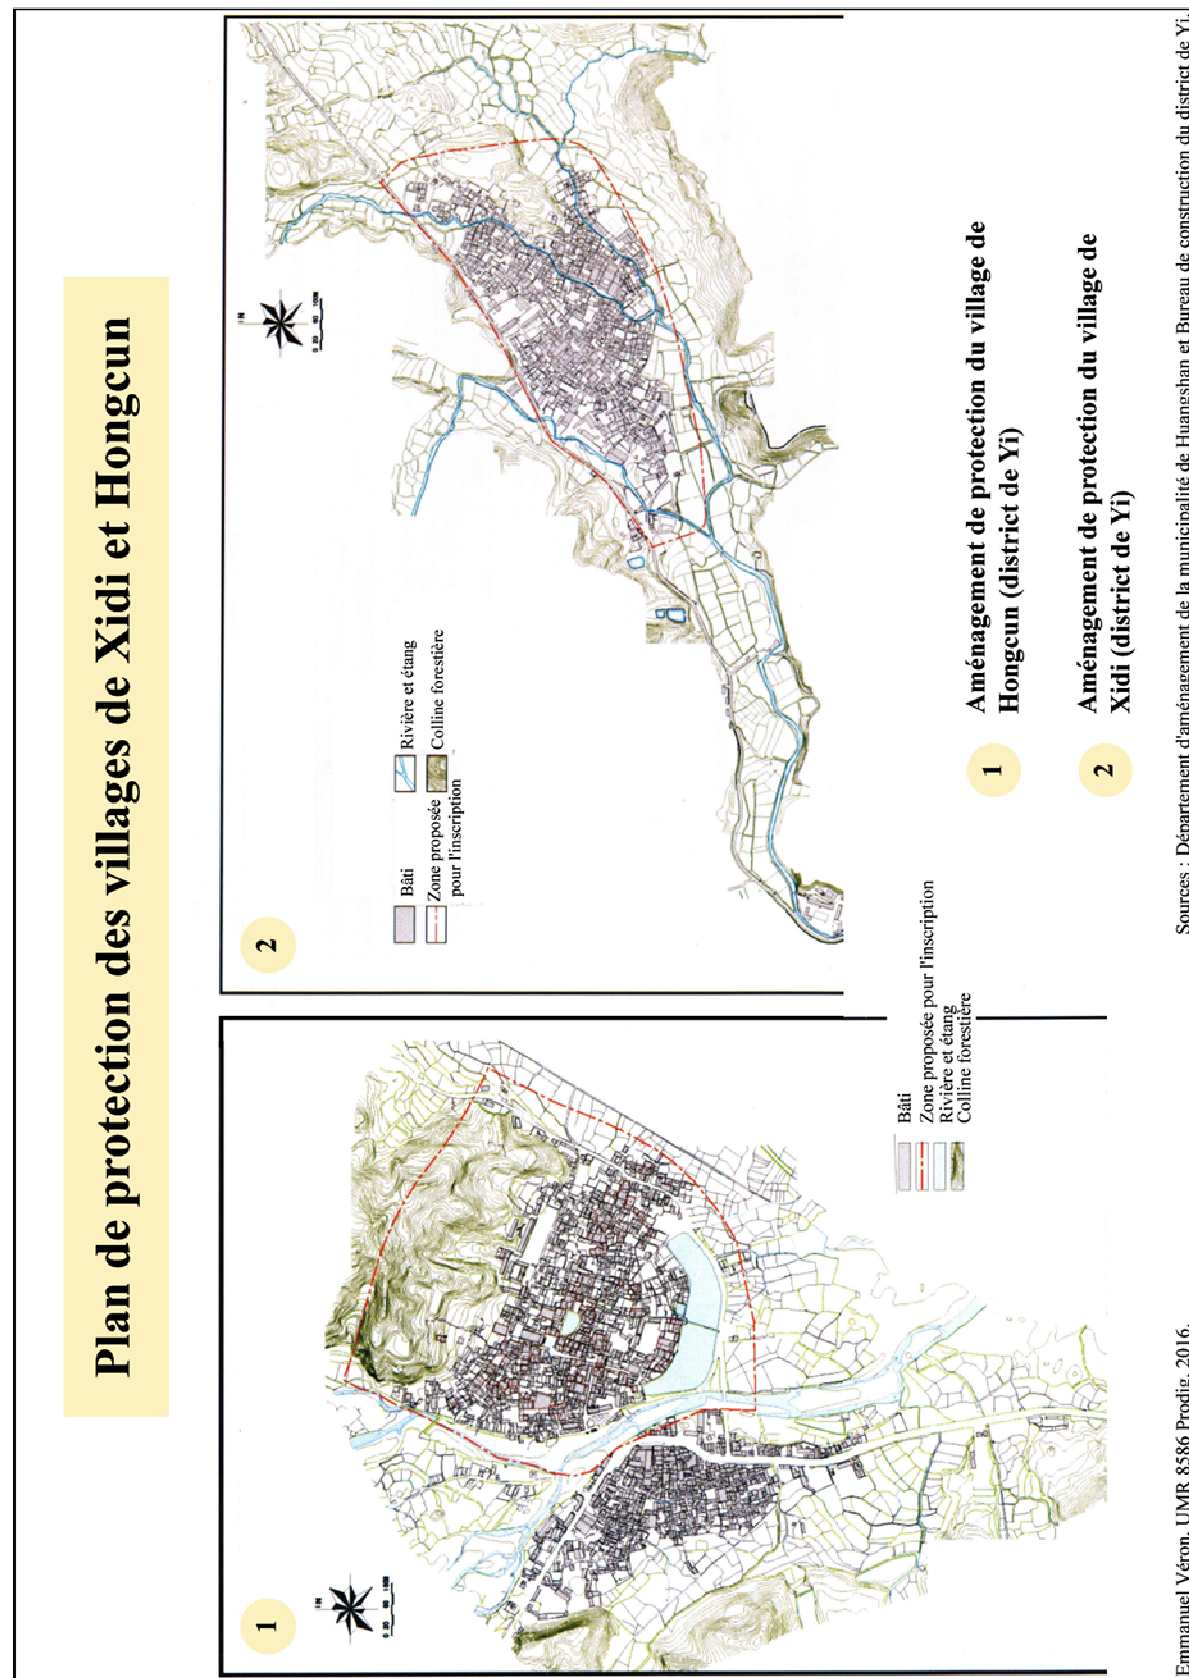 Plan de protection des villages de Xidi et Hongcun
1
N
2
N
Bâti
Rivière et étang
Zone proposée
pour l'inscription
Colline forestière
Bâti
Zone proposée pour l'inscription
Rivière et étang
Colline forestière
1
Aménagement de protection du village de
Hongcun (district de Yi)
2
Aménagement de protection du village de
Xidi (district de Yi)
Emmanuel Véron, UMR 8586 Prodig, 2016.
Sources : Département d'aménagement de la municipalité de Huangshan et Bureau de construction du district de Yi.